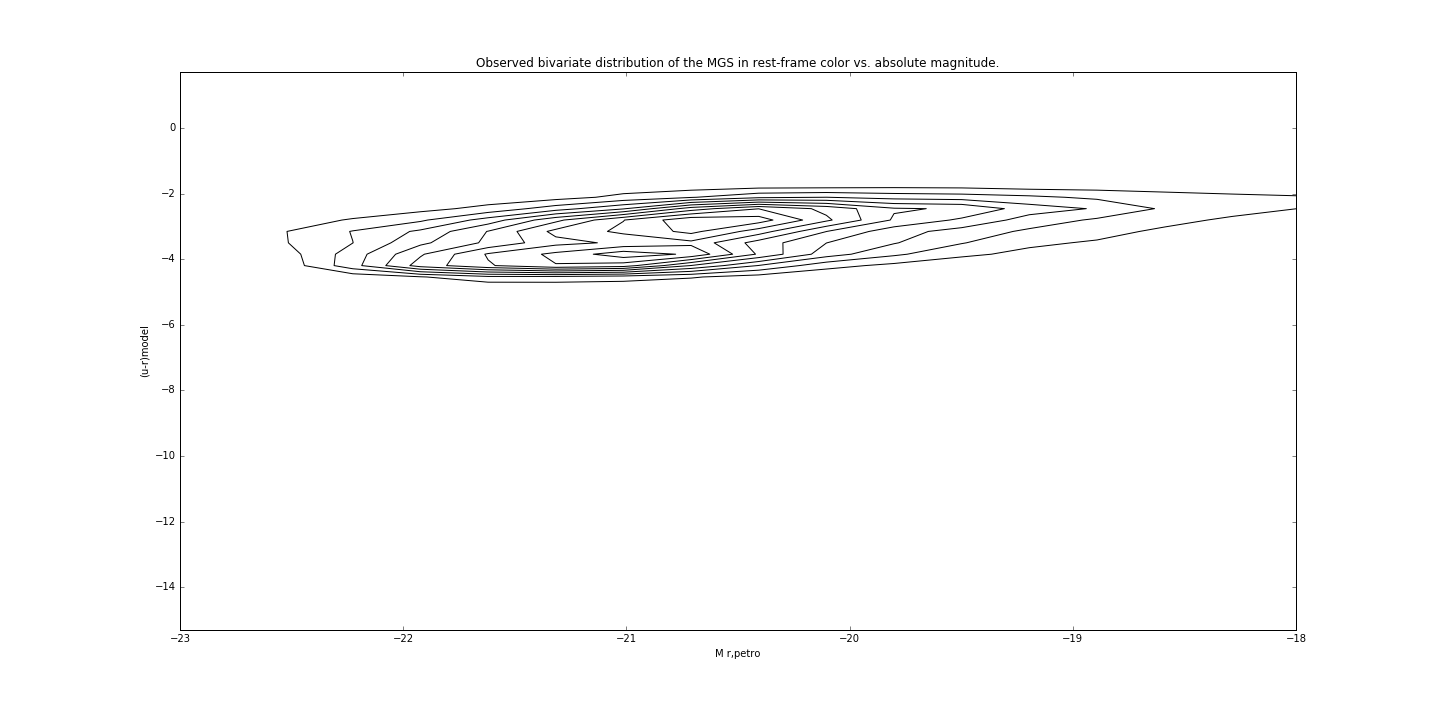 Observed bivariate distribution of the MGS in rest-frame color vs. absolute magnitude.
0
−2
−4
−6
−8
−10
−12
−14
(u-r)model
−23 −22 −21 −20 −19 −18
M r,petro